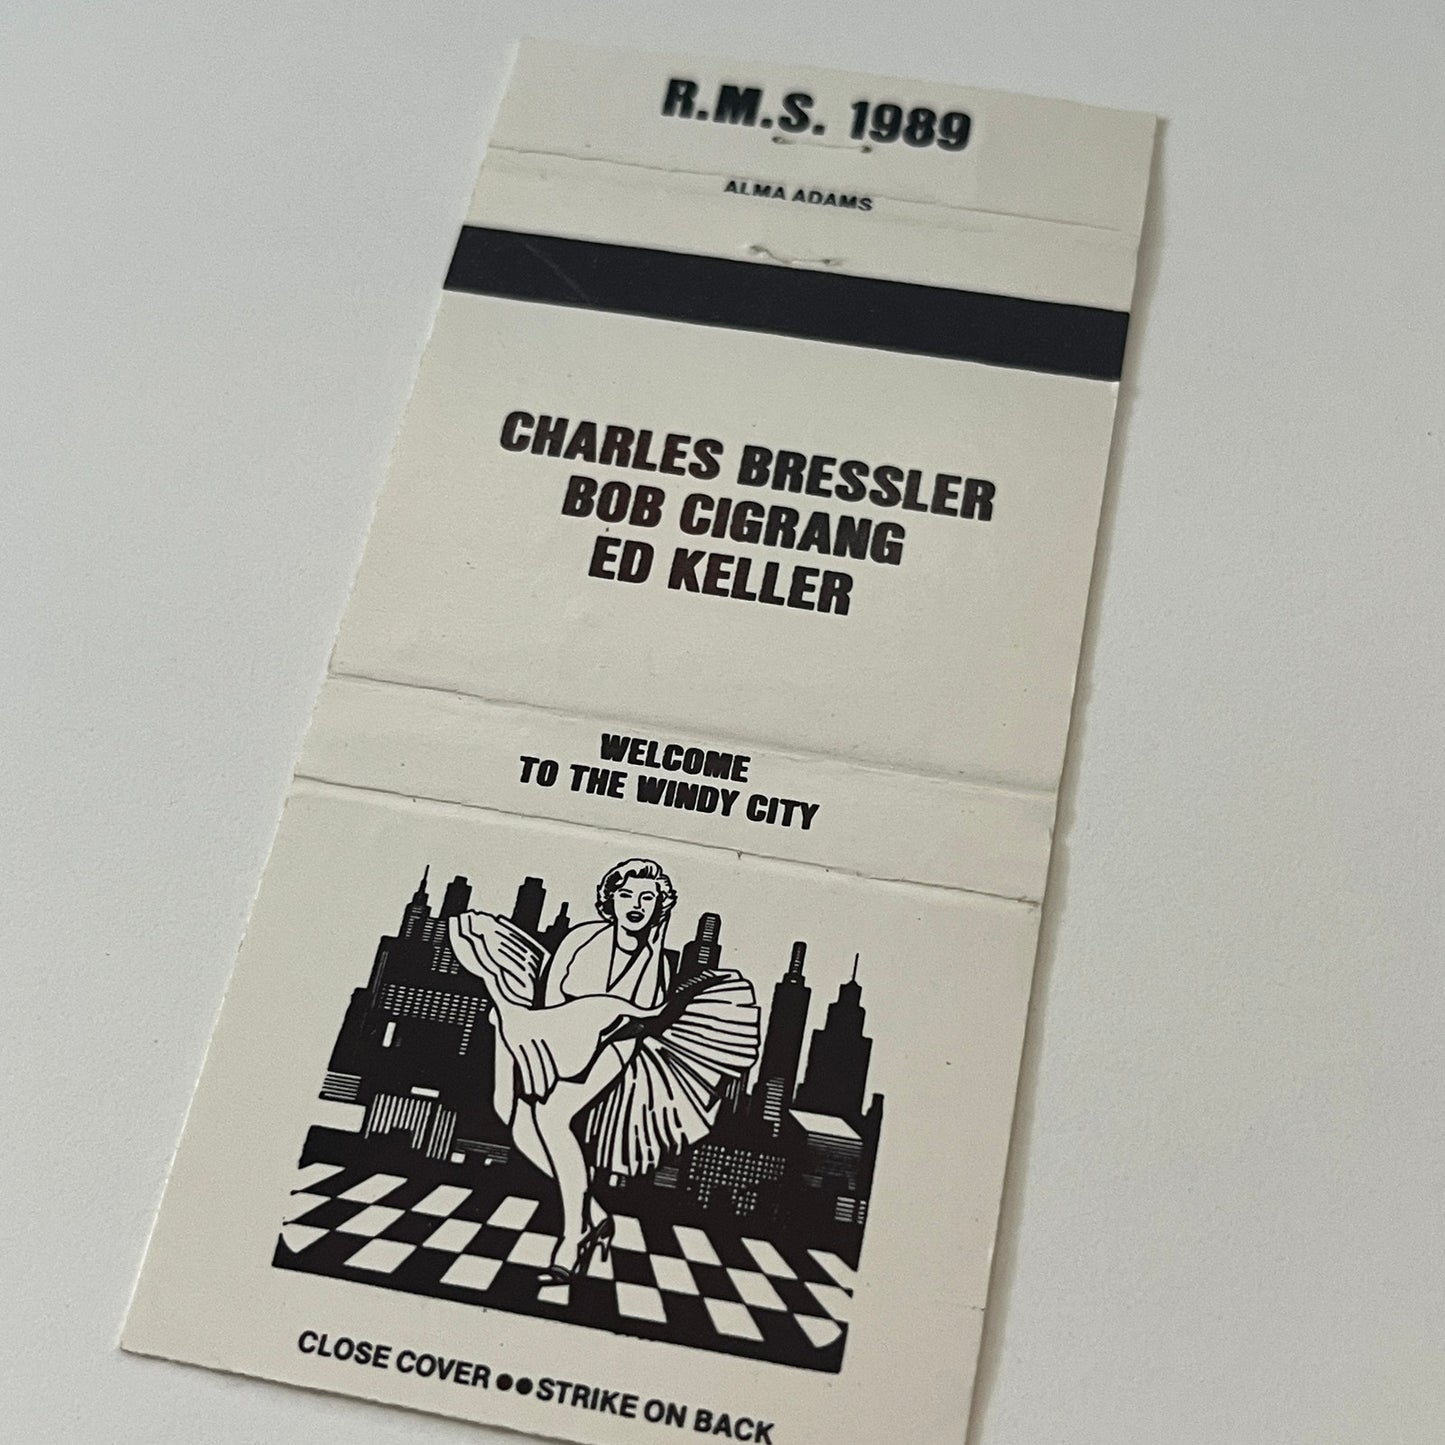 R.M.S. 1989
ALMA ADAMS
CHARLES BRESSLER
BOB CIGRANG
ED KELLER
WELCOME
TO THE WINDY CITY
CLOSE COVER ●● STRIKE ON BACK